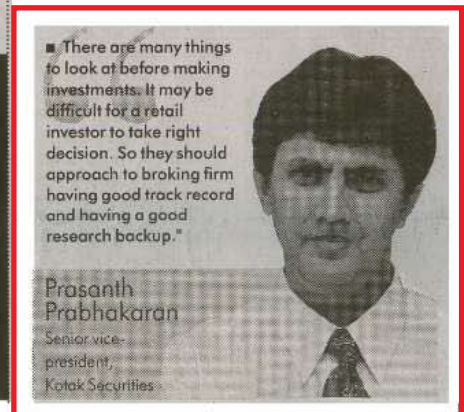 ■ There are many things
to look at before making
investments. It may be
difficult for a retail
investor to take right
decision. So they should
approach to broking firm
having good track record
and having a good
research backup."
Prasanth
Prabhakaran
Senior vice-
president,
Kotak Securities